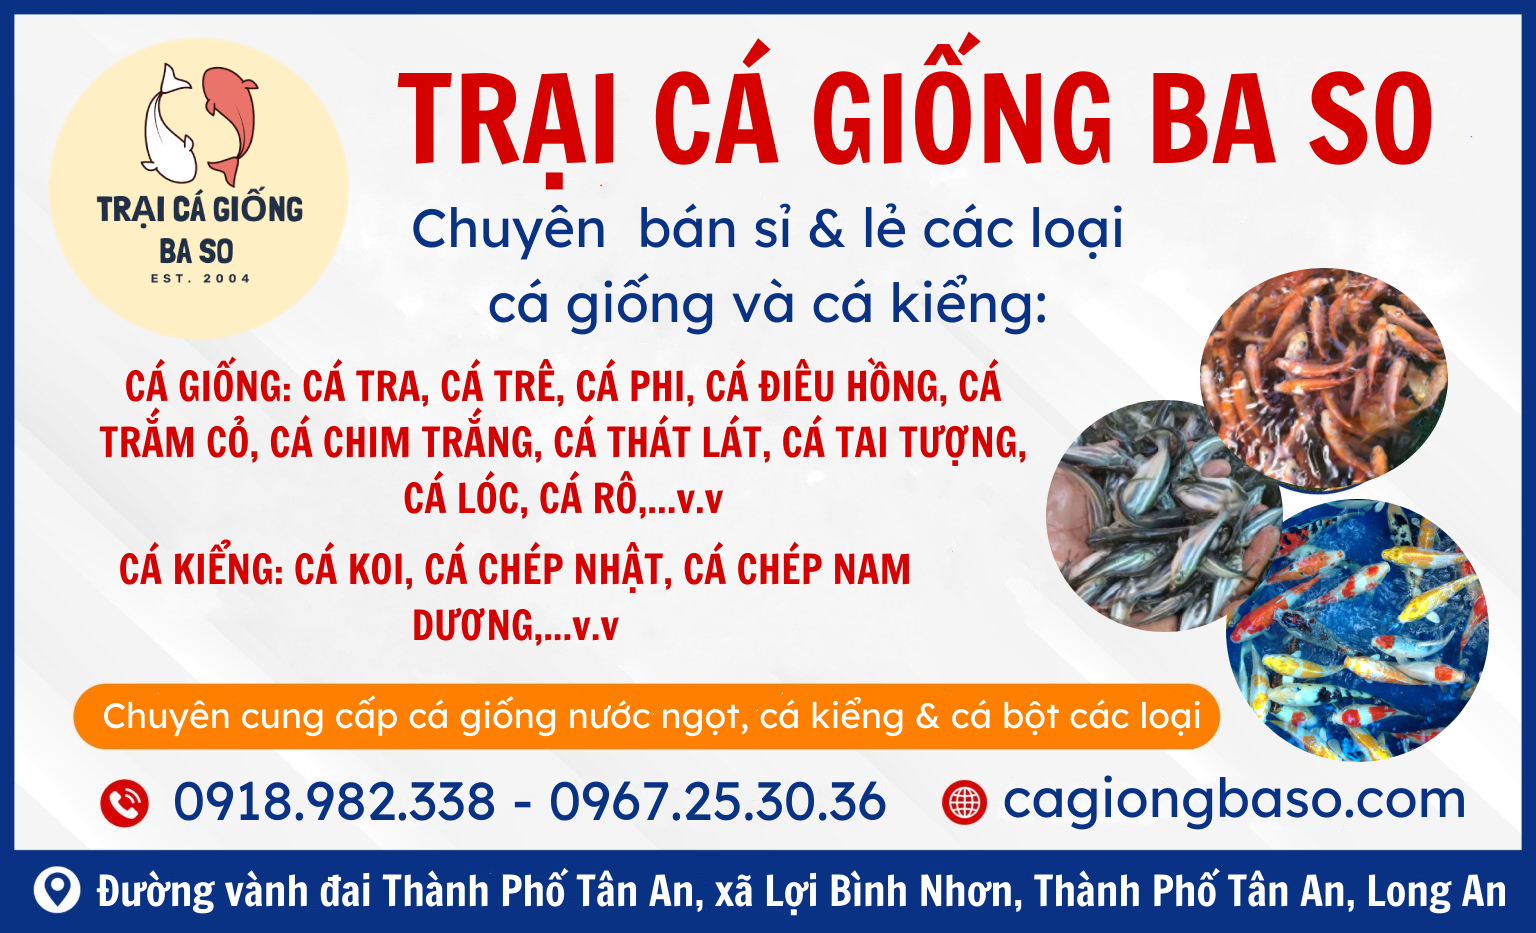 TRẠI CÁ GIỐNG
BA SO
EST. 2004
TRẠI CÁ GIỐNG BA SO
Chuyên bán sỉ & lẻ các loại
cá giống và cá kiểng:
CÁ GIỐNG: CÁ TRA, CÁ TRÊ, CÁ PHI, CÁ ĐIÊU HỒNG, CÁ
TRẮM CỎ, CÁ CHIM TRẮNG, CÁ THÁT LÁT, CÁ TAI TƯỢNG,
CÁ LÓC, CÁ RÔ,...v.v
CÁ KIỂNG: CÁ KOI, CÁ CHÉP NHẬT, CÁ CHÉP NAM
DƯƠNG,...v.v
Chuyên cung cấp cá giống nước ngọt, cá kiểng & cá bột các loại
0918.982.338 - 0967.25.30.36
cagiongbaso.com
Đường vành đai Thành Phố Tân An, xã Lợi Bình Nhơn, Thành Phố Tân An, Long An